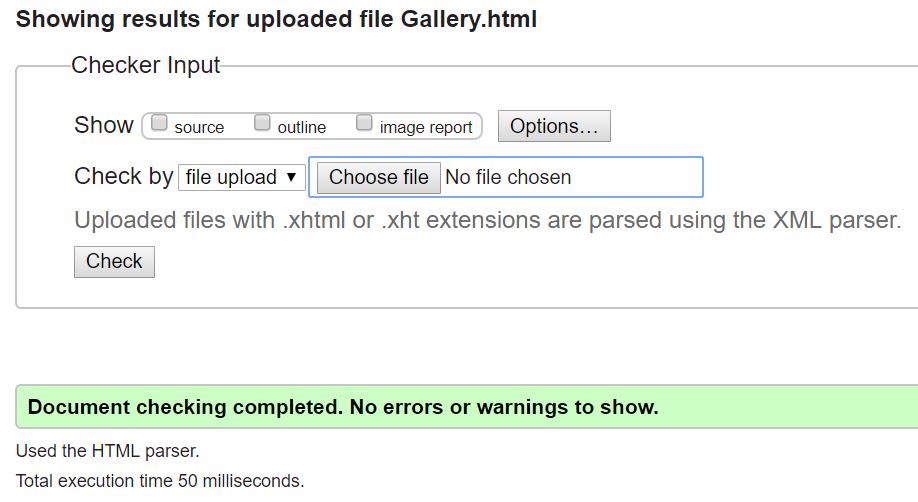 Showing results for uploaded file Gallery.html
Checker Input
Show source outline image report Options...
Check by file upload Choose file No file chosen
Uploaded files with .xhtml or .xht extensions are parsed using the XML parser.
Check
Document checking completed. No errors or warnings to show.
Used the HTML parser.
Total execution time 50 milliseconds.